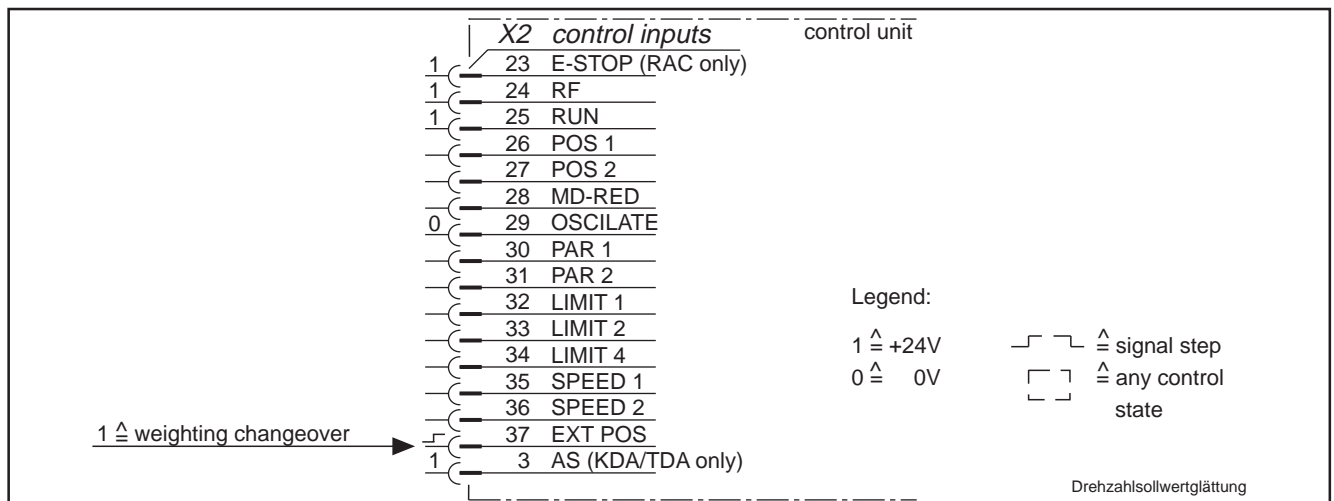 X2 control inputs control unit
1 23 E-STOP (RAC only)
1 24 RF
1 25 RUN
26 POS 1
27 POS 2
28 MD-RED
0 29 OSCILATE
30 PAR 1
31 PAR 2
32 LIMIT 1
33 LIMIT 2
34 LIMIT 4
35 SPEED 1
36 SPEED 2
1 ≙ weighting changeover 37 EXT POS
1 3 AS (KDA/TDA only)
Legend:
1 ≙ +24V ≙ signal step
0 ≙ 0V ≙ any control
state
Drehzahlsollwertglättung